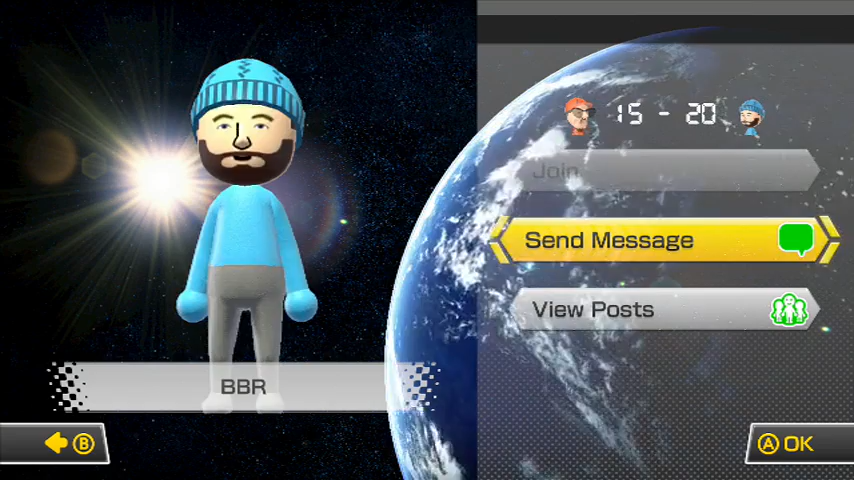 15 - 20
Join
Send Message
View Posts
BBR
B
A OK